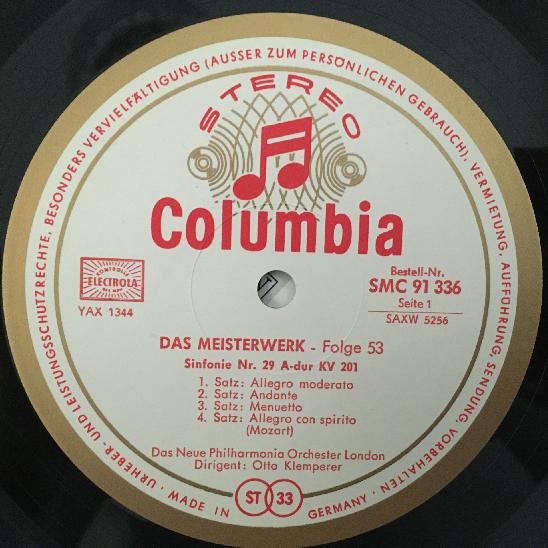 URHEBER- UND LEISTUNGSSCHUTZRECHTE, BESONDERS VERVIELFÄLTIGUNG (AUSSER ZUM PERSÖNLICHEN GEBRAUCH), VERMIETUNG, AUFFÜHRUNG, SENDUNG, VORBEHALTEN ·
STEREO
Columbia
ELECTROLA
YAX 1344
Bestell-Nr.
SMC 91 336
Seite 1
SAXW 5256
DAS MEISTERWERK - Folge 53
Sinfonie Nr. 29 A-dur KV 201
1. Satz: Allegro moderato
2. Satz: Andante
3. Satz: Menuetto
4. Satz: Allegro con spirito
(Mozart)
Das Neue Philharmonia Orchester London
Dirigent: Otto Klemperer
MADE IN GERMANY
ST 33